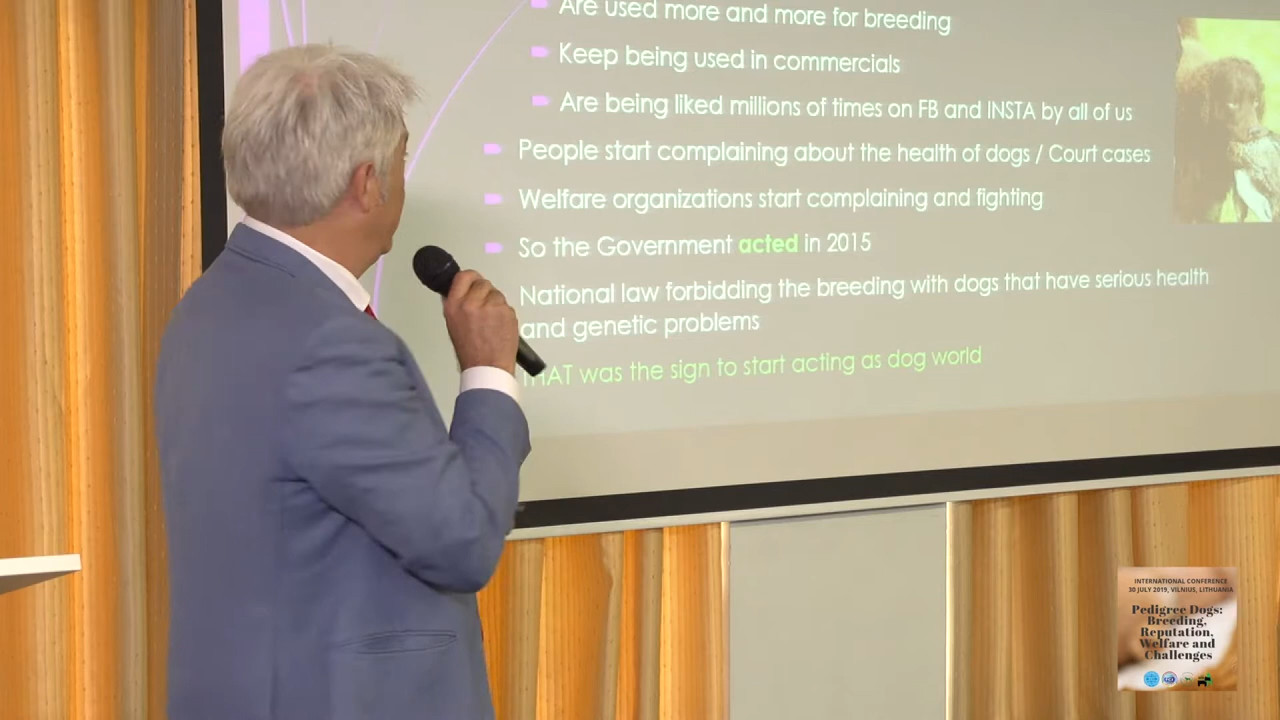 Are used more and more for breeding
Keep being used in commercials
Are being liked millions of times on FB and INSTA by all of us
People start complaining about the health of dogs / Court cases
Welfare organizations start complaining and fighting
So the Government acted in 2015
National law forbidding the breeding with dogs that have serious health
and genetic problems
THAT was the sign to start acting as dog world
INTERNATIONAL CONFERENCE
30 JULY 2019, VILNIUS, LITHUANIA
Pedigree Dogs:
Breeding,
Reputation,
Welfare and
Challenges